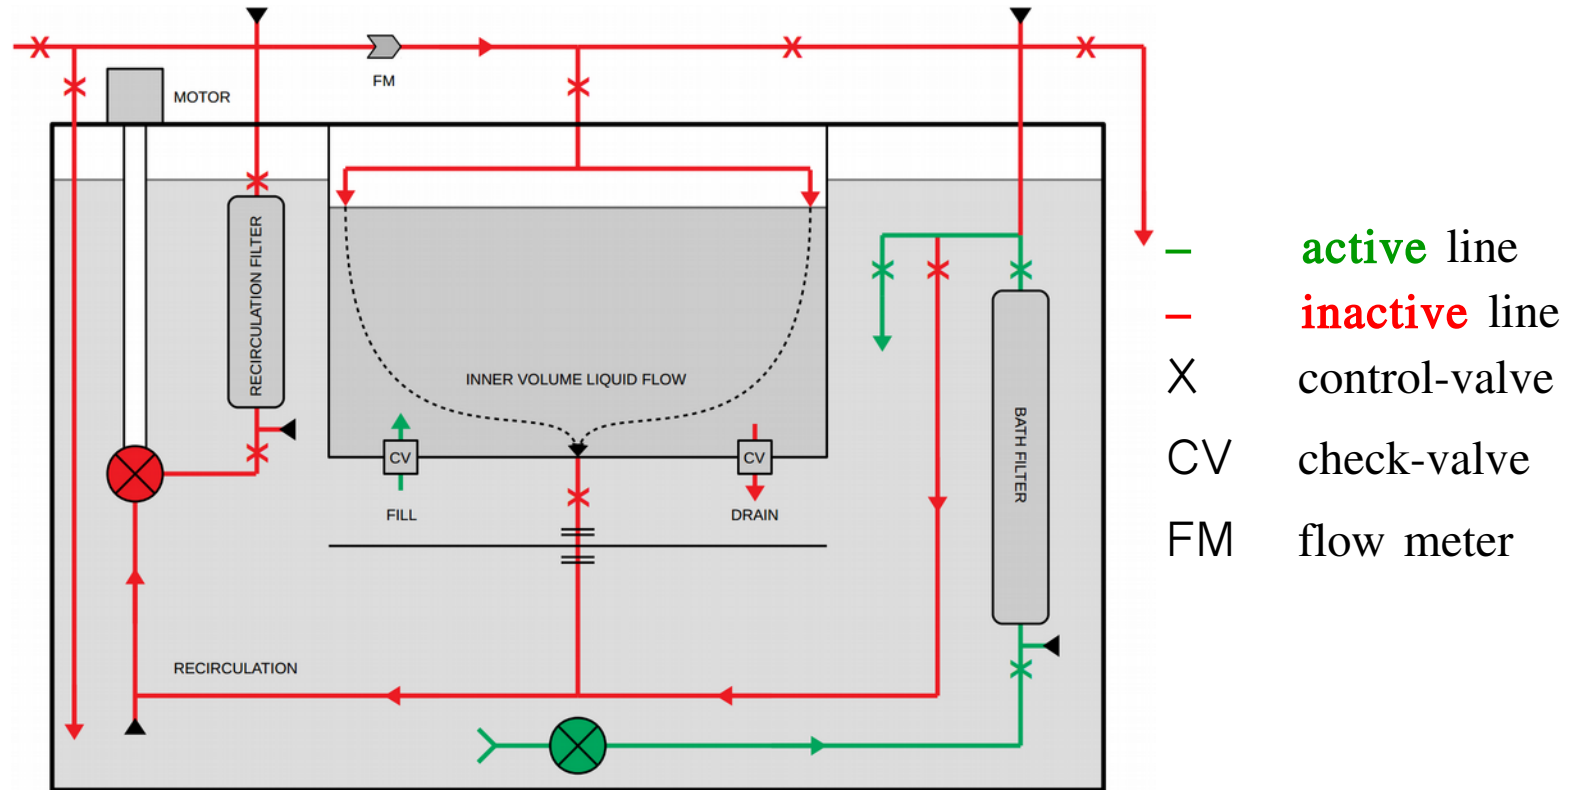 FM
MOTOR
RECIRCULATION FILTER
INNER VOLUME LIQUID FLOW
CV
CV
FILL
DRAIN
BATH FILTER
RECIRCULATION
active line
inactive line
X control-valve
CV check-valve
FM flow meter